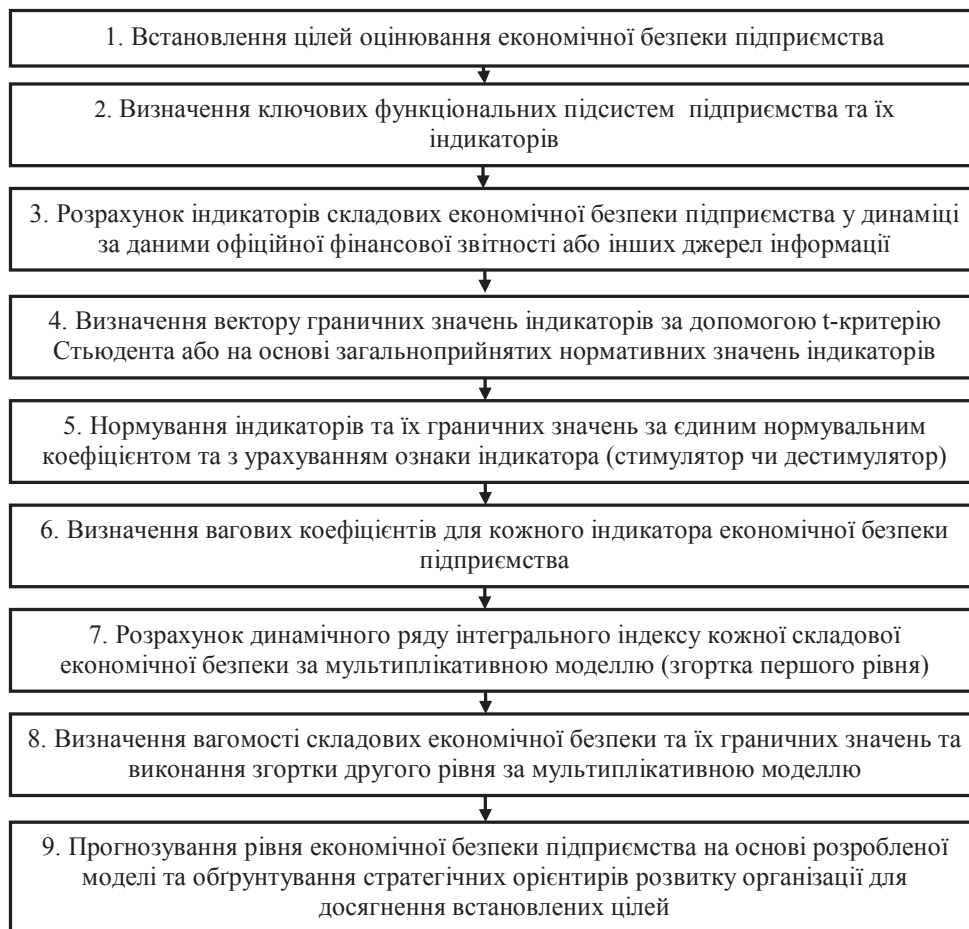 1. Встановлення цілей оцінювання економічної безпеки підприємства
2. Визначення ключових функціональних підсистем підприємства та їх
індикаторів
3. Розрахунок індикаторів складових економічної безпеки підприємства у динаміці
за даними офіційної фінансової звітності або інших джерел інформації
4. Визначення вектору граничних значень індикаторів за допомогою t-критерію
Стьюдента або на основі загальноприйнятих нормативних значень індикаторів
5. Нормування індикаторів та їх граничних значень за єдиним нормувальним
коефіцієнтом та з урахуванням ознаки індикатора (стимулятор чи дестимулятор)
6. Визначення вагових коефіцієнтів для кожного індикатора економічної безпеки
підприємства
7. Розрахунок динамічного ряду інтегрального індексу кожної складової
економічної безпеки за мультиплікативною моделлю (згортка першого рівня)
8. Визначення вагомості складових економічної безпеки та їх граничних значень та
виконання згортки другого рівня за мультиплікативною моделлю
9. Прогнозування рівня економічної безпеки підприємства на основі розробленої
моделі та обґрунтування стратегічних орієнтирів розвитку організації для
досягнення встановлених цілей